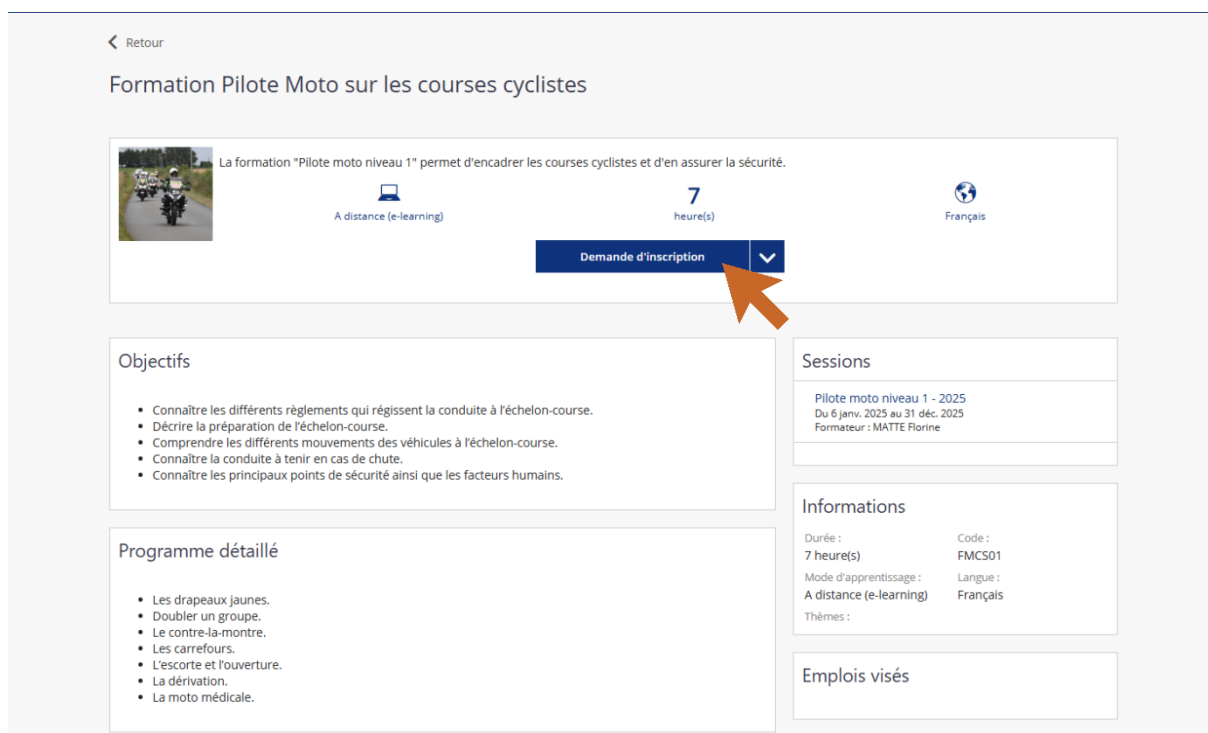 Retour
Formation Pilote Moto sur les courses cyclistes
La formation "Pilote moto niveau 1" permet d'encadrer les courses cyclistes et d'en assurer la sécurité.
A distance (e-learning)
7
heure(s)
Français
Demande d'inscription
Objectifs
Connaître les différents règlements qui régissent la conduite à l'échelon-course.
Décrire la préparation de l'échelon-course.
Comprendre les différents mouvements des véhicules à l'échelon-course.
Connaître la conduite à tenir en cas de chute.
Connaître les principaux points de sécurité ainsi que les facteurs humains.
Programme détaillé
Les drapeaux jaunes.
Doubler un groupe.
Le contre-la-montre.
Les carrefours.
L'escorte et l'ouverture.
La dérivation.
La moto médicale.
Sessions
Pilote moto niveau 1 - 2025
Du 6 janv. 2025 au 31 déc. 2025
Formateur : MATTE Florine
Informations
Durée : Code :
7 heure(s) FMCS01
Mode d'apprentissage : Langue :
A distance (e-learning) Français
Thèmes :
Emplois visés